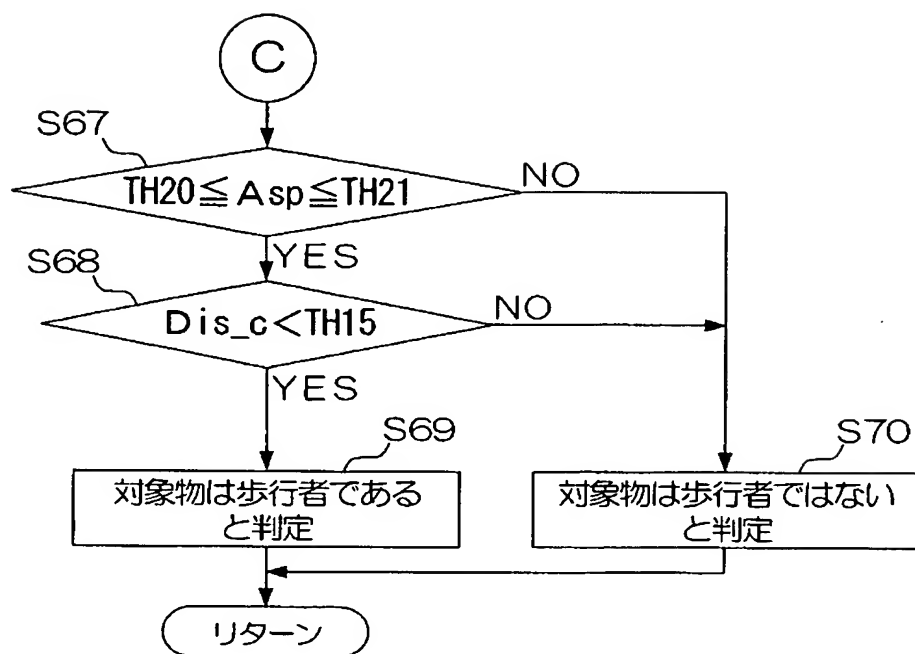 C
S67
TH20≦Asp≦TH21
NO
YES
S68
Dis_c<TH15
NO
YES
S69
対象物は歩行者である
と判定
S70
対象物は歩行者ではない
と判定
リターン